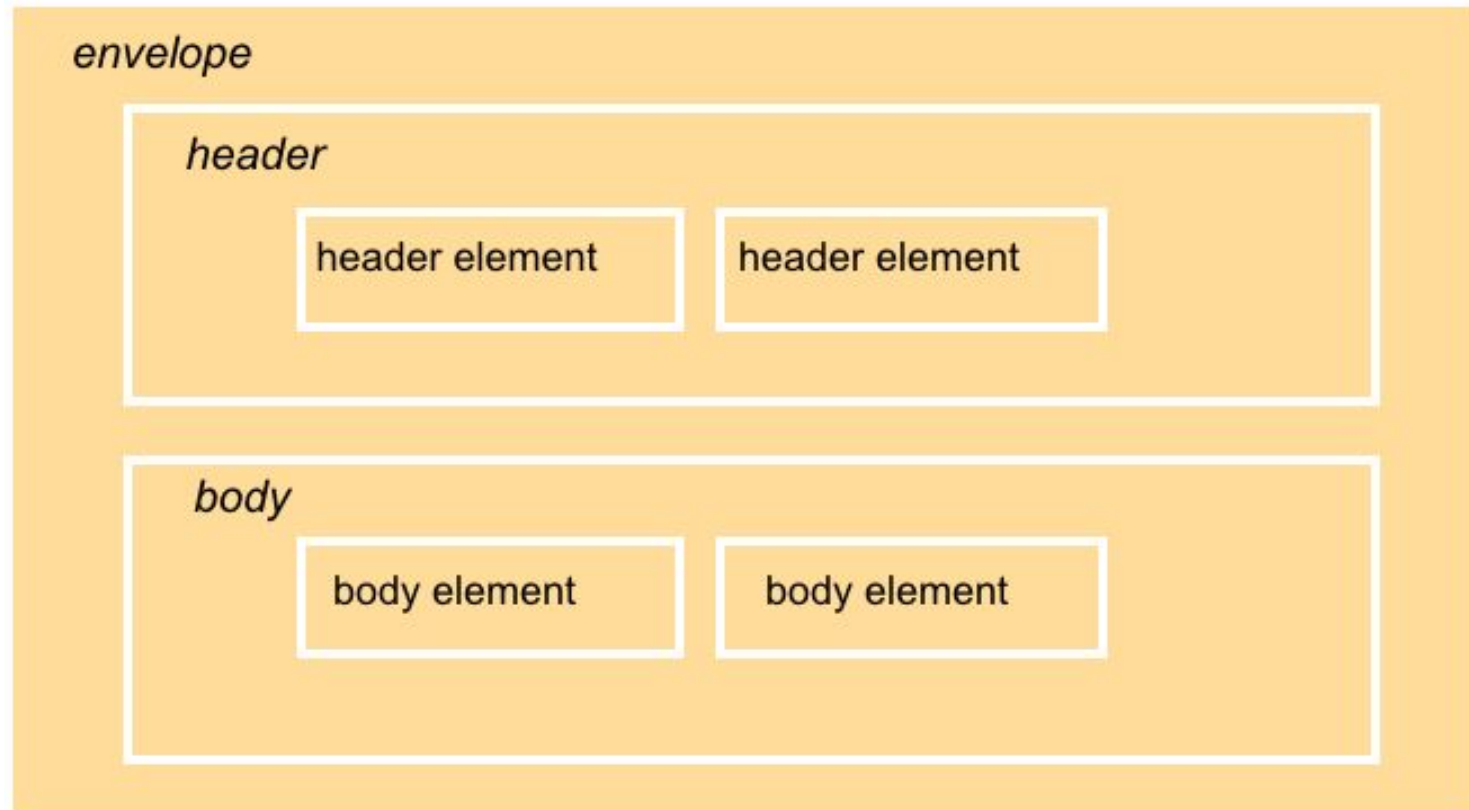 envelope
header
header element header element
body
body element body element